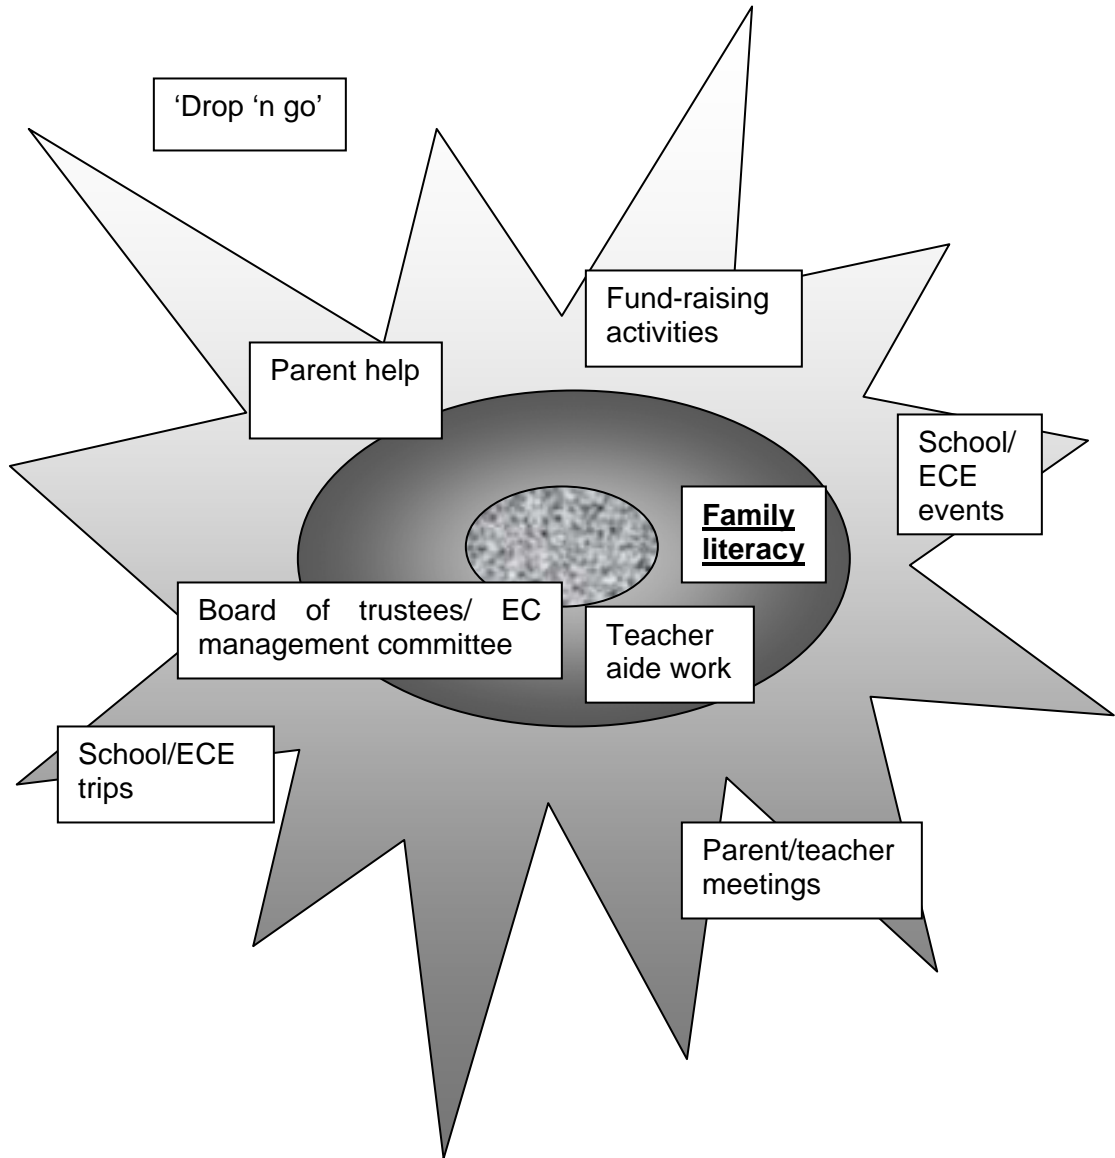 ‘Drop ‘n go’
Fund-raising
activities
Parent help
School/
ECE
events
Family
literacy
Board of trustees/ EC
management committee
Teacher
aide work
School/ECE
trips
Parent/teacher
meetings